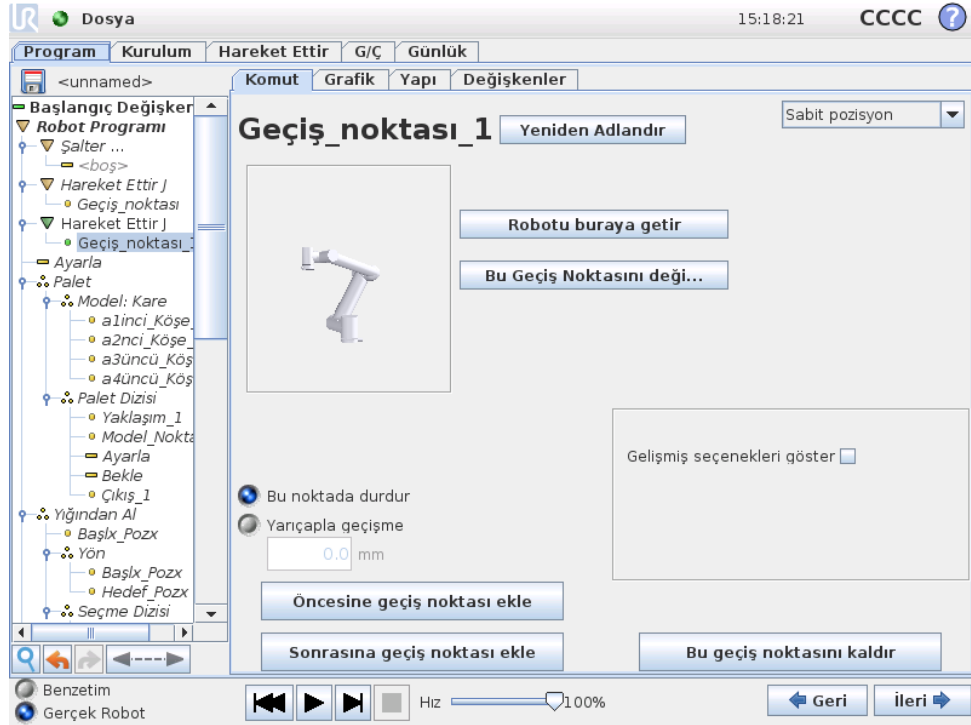 Dosya
15:18:21
CCCC
?
Program
Kurulum
Hareket Ettir
G/Ç
Günlük
<unnamed>
Komut
Grafik
Yapı
Değişkenler
Başlangıç Değişker
Robot Programı
Şalter ...
<boş>
Hareket Ettir J
Geçiş_noktası
Hareket Ettir J
Geçiş_noktası_1
Ayarla
Palet
Model: Kare
a1inci_Köşe_
a2nci_Köşe_
a3üncü_Köş
a4üncü_Köş
Palet Dizisi
Yaklaşım_1
Model_Nokta
Ayarla
Bekle
Çıkış_1
Yığından Al
Başlx_Pozx
Yön
Başlx_Pozx
Hedef_Pozx
Seçme Dizisi
Geçiş_noktası_1
Yeniden Adlandır
Sabit pozisyon
Robotu buraya getir
Bu Geçiş Noktasını deği...
Gelişmiş seçenekleri göster
Bu noktada durdur
Yarıçapla geçişme
0.0 mm
Öncesine geçiş noktası ekle
Sonrasına geçiş noktası ekle
Bu geçiş noktasını kaldır
Benzetim
Gerçek Robot
Hız
100%
Geri
İleri